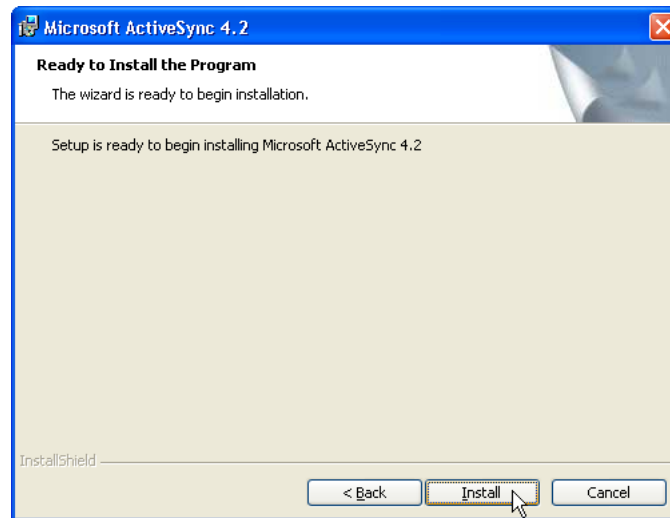 Microsoft ActiveSync 4.2
Ready to Install the Program
The wizard is ready to begin installation.
Setup is ready to begin installing Microsoft ActiveSync 4.2
InstallShield
< Back Install Cancel